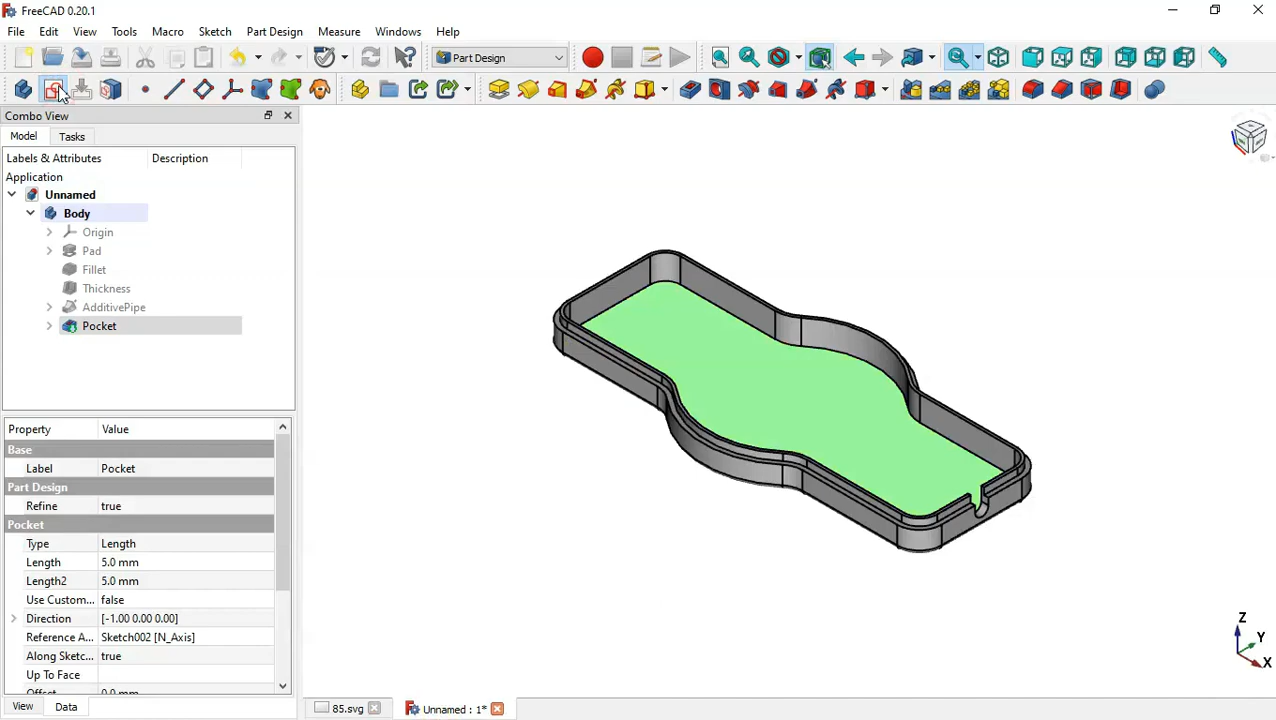 FreeCAD 0.20.1
File Edit View Tools Macro Sketch Part Design Measure Windows Help
Part Design
Combo View
Model Tasks
Labels & Attributes Description
Application
Unnamed
Body
Origin
Pad
Fillet
Thickness
AdditivePipe
Pocket
Property Value
Base
Label Pocket
Part Design
Refine true
Pocket
Type Length
Length 5.0 mm
Length2 5.0 mm
Use Custom... false
Direction [-1.00 0.00 0.00]
Reference A... Sketch002 [N_Axis]
Along Sketc... true
Up To Face
Offset 0.0 mm
View Data
85.svg Unnamed : 1*
Z
Y
X